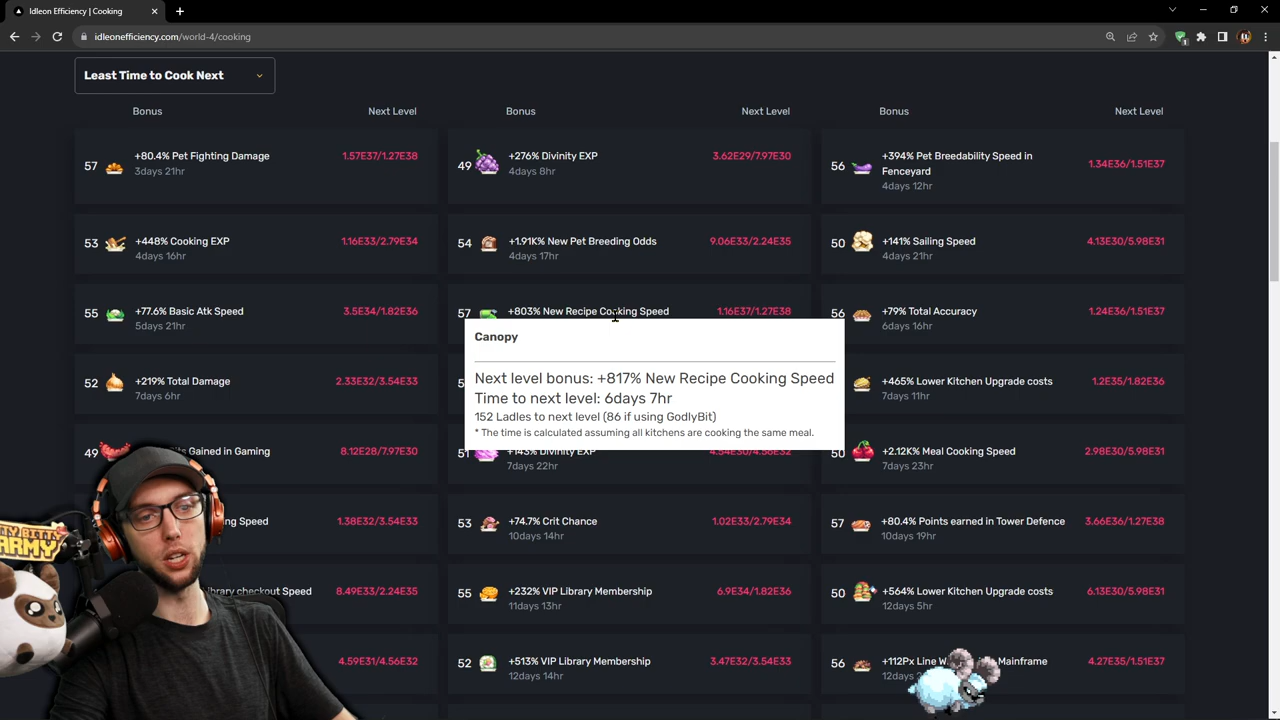 Idleon Efficiency | Cooking
idleonefficiency.com/world-4/cooking
Least Time to Cook Next
Bonus Next Level Bonus Next Level Bonus Next Level
57 +80.4% Pet Fighting Damage 1.57E37/1.27E38
3days 21hr
49 +276% Divinity EXP 3.62E29/7.97E30
4days 8hr
56 +394% Pet Breedability Speed in
Fenceyard
4days 12hr
1.34E36/1.51E37
53 +448% Cooking EXP 1.16E33/2.79E34
4days 16hr
54 +1.91K% New Pet Breeding Odds 9.06E33/2.24E35
4days 17hr
50 +141% Sailing Speed 4.13E30/5.98E31
4days 21hr
55 +77.6% Basic Atk Speed 3.5E34/1.82E36
5days 21hr
57 +803% New Recipe Cooking Speed 1.16E37/1.27E38
56 +79% Total Accuracy 1.24E36/1.51E37
6days 16hr
Canopy
Next level bonus: +817% New Recipe Cooking Speed
Time to next level: 6days 7hr
152 Ladles to next level (86 if using GodlyBit)
* The time is calculated assuming all kitchens are cooking the same meal.
52 +219% Total Damage 2.33E32/3.54E33
7days 6hr
+465% Lower Kitchen Upgrade costs 1.2E35/1.82E36
7days 11hr
49 Gained in Gaming 8.12E28/7.97E30
51 +143% Divinity EXP 4.54E30/4.56E32
7days 22hr
50 +2.12K% Meal Cooking Speed 2.98E30/5.98E31
7days 23hr
Speed 1.38E32/3.54E33
53 +74.7% Crit Chance 1.02E33/2.79E34
10days 14hr
57 +80.4% Points earned in Tower Defence 3.66E36/1.27E38
10days 19hr
checkout Speed 8.49E33/2.24E35
55 +232% VIP Library Membership 6.9E34/1.82E36
11days 13hr
50 +564% Lower Kitchen Upgrade costs 6.13E30/5.98E31
12days 5hr
4.59E31/4.56E32
52 +513% VIP Library Membership 3.47E32/3.54E33
12days 14hr
56 +112Px Line Mainframe 4.27E35/1.51E37
12days
ARMY